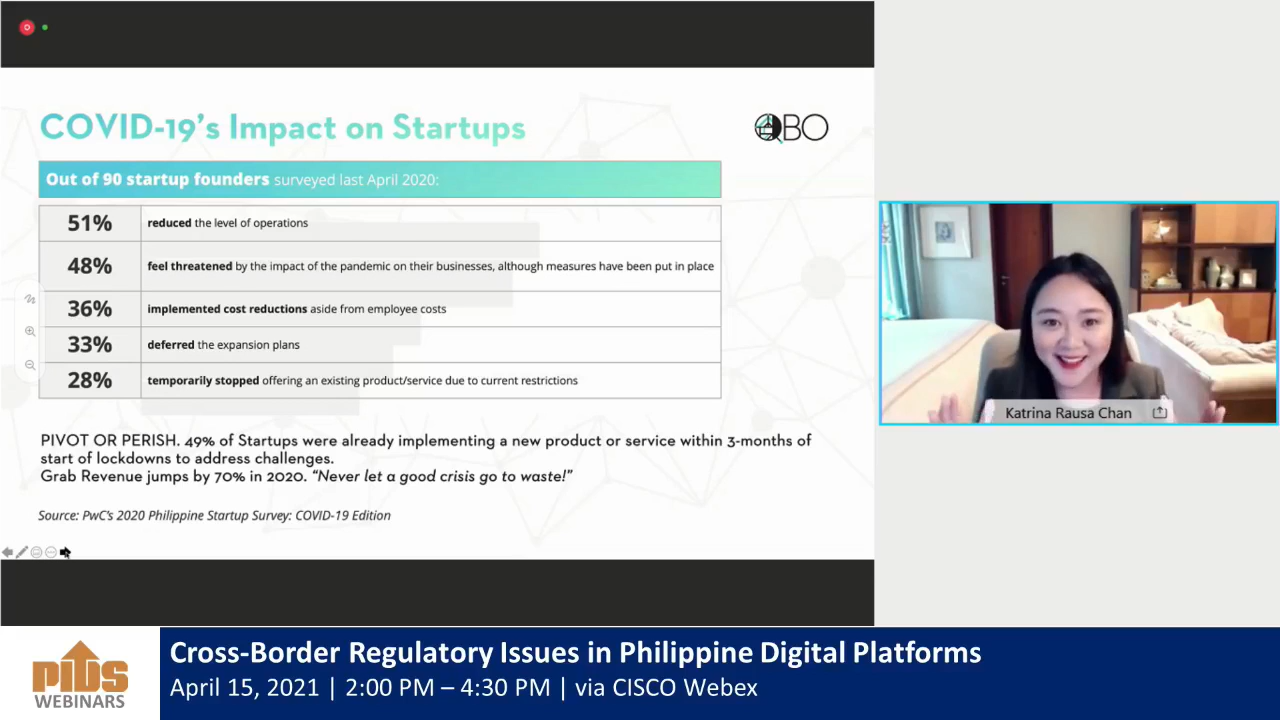 COVID-19's Impact on Startups
QBO
Out of 90 startup founders surveyed last April 2020:
51% reduced the level of operations
48% feel threatened by the impact of the pandemic on their businesses, although measures have been put in place
36% implemented cost reductions aside from employee costs
33% deferred the expansion plans
28% temporarily stopped offering an existing product/service due to current restrictions
PIVOT OR PERISH. 49% of Startups were already implementing a new product or service within 3-months of
start of lockdowns to address challenges.
Grab Revenue jumps by 70% in 2020. “Never let a good crisis go to waste!”
Source: PwC's 2020 Philippine Startup Survey: COVID-19 Edition
Katrina Rausa Chan
PIDS
WEBINARS
Cross-Border Regulatory Issues in Philippine Digital Platforms
April 15, 2021 | 2:00 PM – 4:30 PM | via CISCO Webex